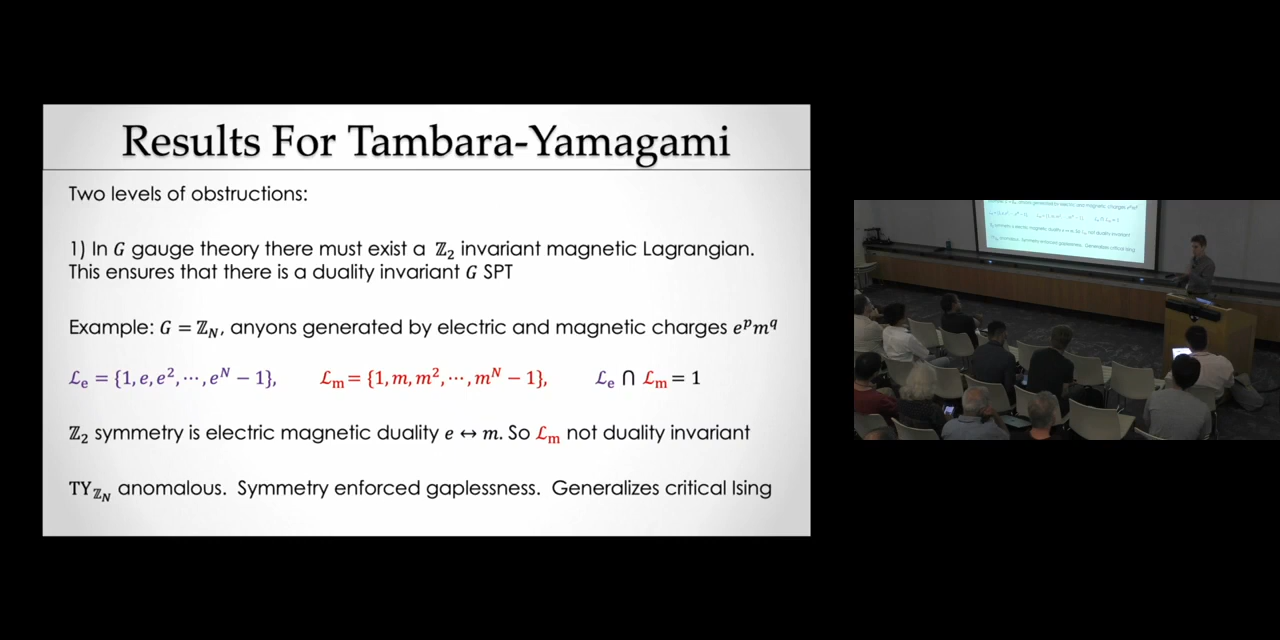 Results For Tambara-Yamagami
Two levels of obstructions:
1) In G gauge theory there must exist a ℤ₂ invariant magnetic Lagrangian.
This ensures that there is a duality invariant G SPT
Example: G = ℤ_N, anyons generated by electric and magnetic charges e^p m^q
ℒ_e = {1, e, e², ⋯, e^N − 1}, ℒ_m = {1, m, m², ⋯, m^N − 1}, ℒ_e ∩ ℒ_m = 1
ℤ₂ symmetry is electric magnetic duality e ↔ m. So ℒ_m not duality invariant
TY_ℤ_N anomalous. Symmetry enforced gaplessness. Generalizes critical Ising